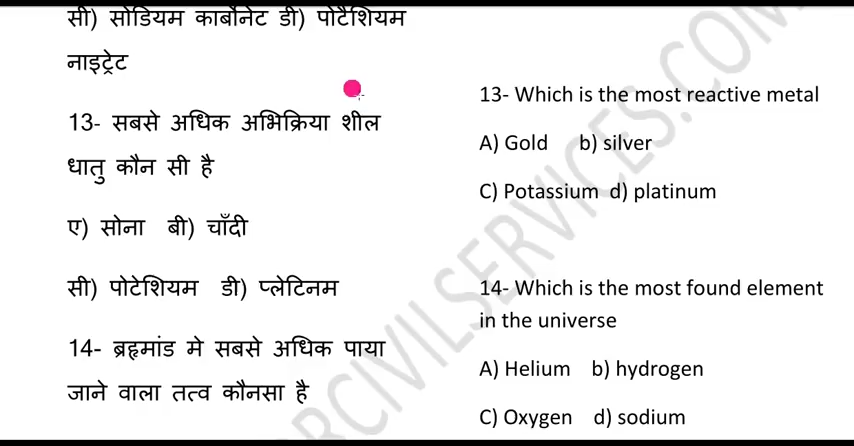 सी) सोडियम कार्बोनेट डी) पोटैशियम
नाइट्रेट
13- सबसे अधिक अभिक्रिया शील
धातु कौन सी है
ए) सोना बी) चाँदी
सी) पोटेशियम डी) प्लेटिनम
14- ब्रह्मांड मे सबसे अधिक पाया
जाने वाला तत्व कौनसा है
13- Which is the most reactive metal
A) Gold b) silver
C) Potassium d) platinum
14- Which is the most found element
in the universe
A) Helium b) hydrogen
C) Oxygen d) sodium
RCIVILSERVICES.COM